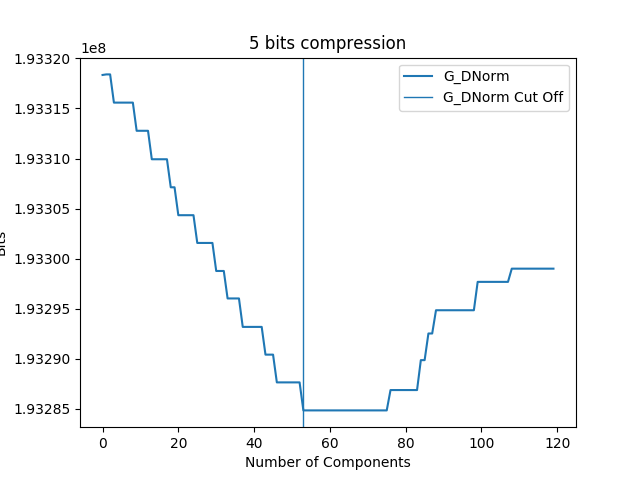 5 bits compression
1e8
1.93320
1.93315
1.93310
1.93305
1.93300
1.93295
1.93290
1.93285
G_DNorm
G_DNorm Cut Off
0 20 40 60 80 100 120
Number of Components